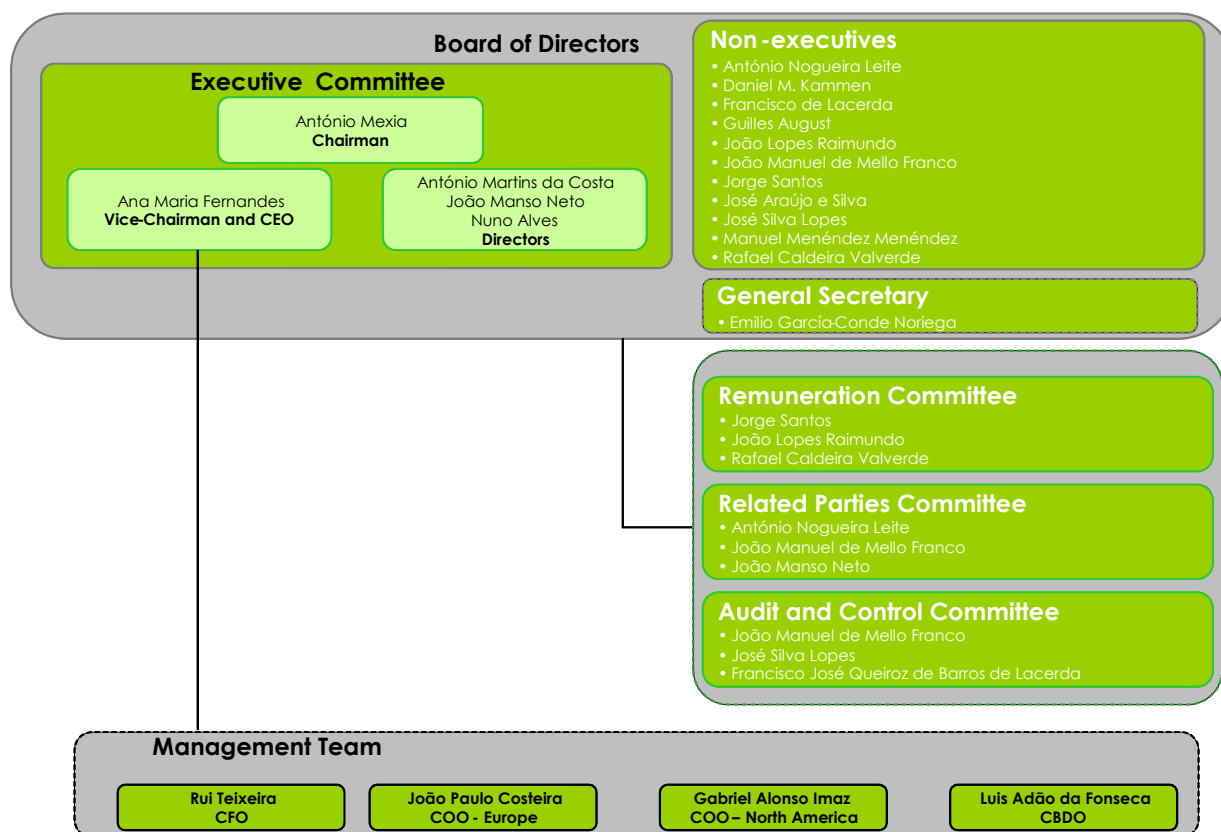 Board of Directors
Executive Committee
António Mexia
Chairman
Ana Maria Fernandes
Vice-Chairman and CEO
António Martins da Costa
João Manso Neto
Nuno Alves
Directors
Non-executives
• António Nogueira Leite
• Daniel M. Kammen
• Francisco de Lacerda
• Guilles August
• João Lopes Raimundo
• João Manuel de Mello Franco
• Jorge Santos
• José Araújo e Silva
• José Silva Lopes
• Manuel Menéndez Menéndez
• Rafael Caldeira Valverde
General Secretary
• Emilio García-Conde Noriega
Remuneration Committee
• Jorge Santos
• João Lopes Raimundo
• Rafael Caldeira Valverde
Related Parties Committee
• António Nogueira Leite
• João Manuel de Mello Franco
• João Manso Neto
Audit and Control Committee
• João Manuel de Mello Franco
• José Silva Lopes
• Francisco José Queiroz de Barros de Lacerda
Management Team
Rui Teixeira
CFO
João Paulo Costeira
COO - Europe
Gabriel Alonso Imaz
COO – North America
Luis Adão da Fonseca
CBDO